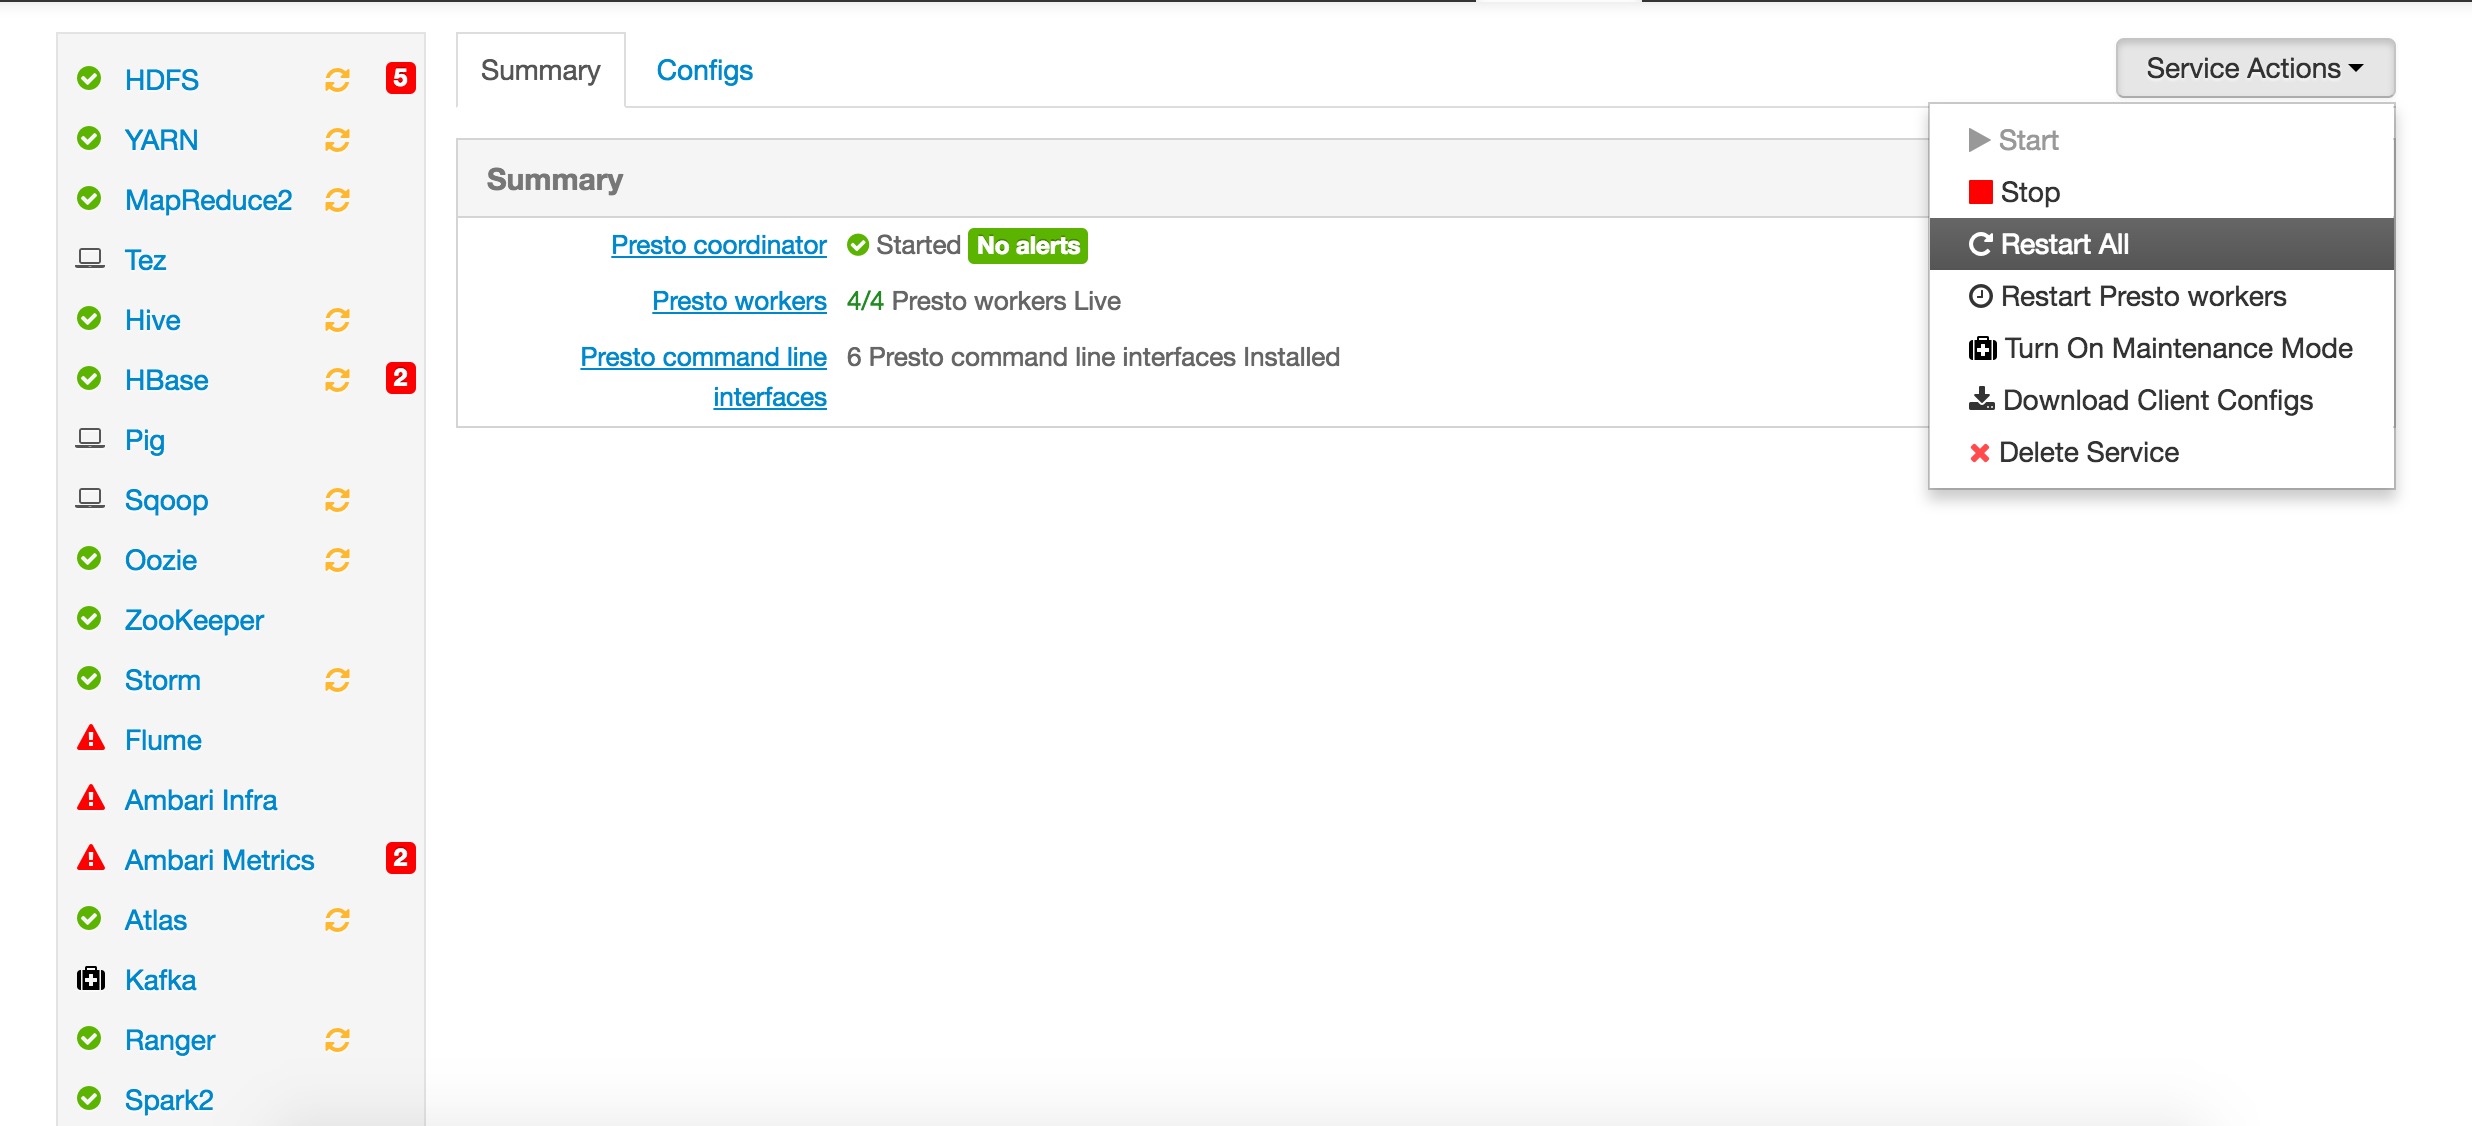 HDFS 5
YARN
MapReduce2
Tez
Hive
HBase 2
Pig
Sqoop
Oozie
ZooKeeper
Storm
Flume
Ambari Infra
Ambari Metrics 2
Atlas
Kafka
Ranger
Spark2
Summary Configs
Service Actions
Summary
Presto coordinator Started No alerts
Presto workers 4/4 Presto workers Live
Presto command line 6 Presto command line interfaces Installed
interfaces
Start
Stop
Restart All
Restart Presto workers
Turn On Maintenance Mode
Download Client Configs
Delete Service